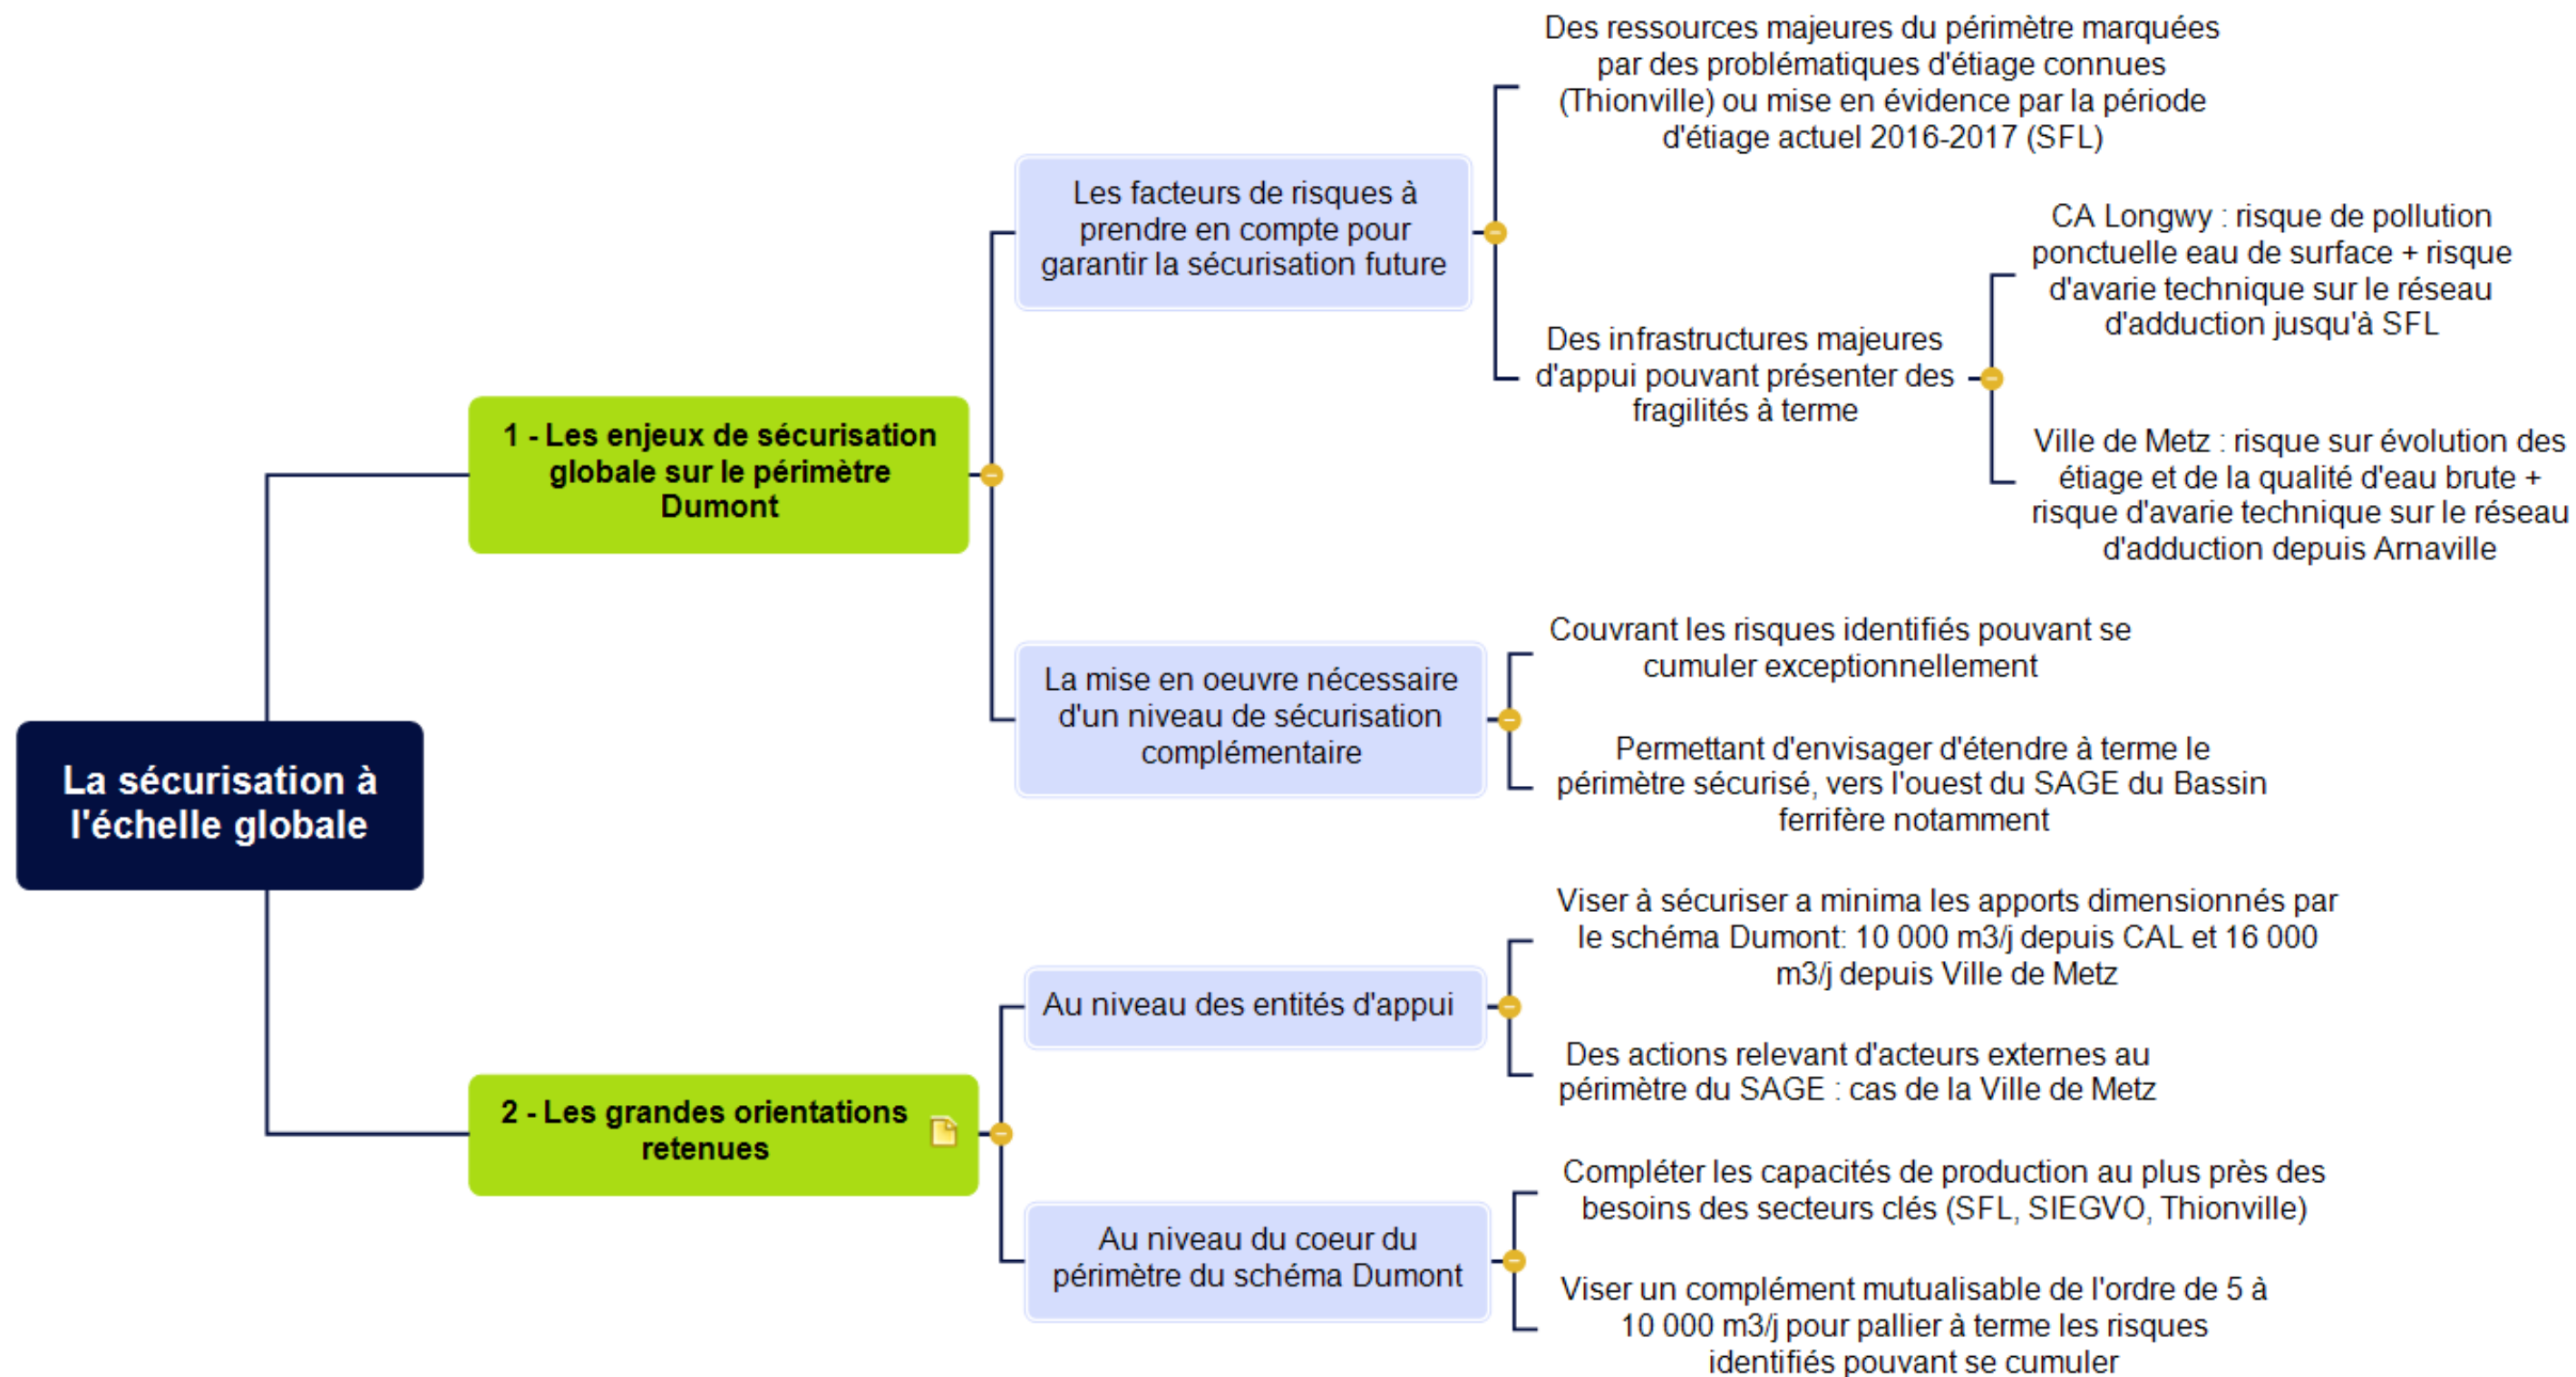 La sécurisation à
l'échelle globale
1 - Les enjeux de sécurisation
globale sur le périmètre
Dumont
Les facteurs de risques à
prendre en compte pour
garantir la sécurisation future
Des ressources majeures du périmètre marquées
par des problématiques d'étiage connues
(Thionville) ou mise en évidence par la période
d'étiage actuel 2016-2017 (SFL)
Des infrastructures majeures
d'appui pouvant présenter des
fragilités à terme
CA Longwy : risque de pollution
ponctuelle eau de surface + risque
d'avarie technique sur le réseau
d'adduction jusqu'à SFL
Ville de Metz : risque sur évolution des
étiage et de la qualité d'eau brute +
risque d'avarie technique sur le réseau
d'adduction depuis Arnaville
La mise en oeuvre nécessaire
d'un niveau de sécurisation
complémentaire
Couvrant les risques identifiés pouvant se
cumuler exceptionnellement
Permettant d'envisager d'étendre à terme le
périmètre sécurisé, vers l'ouest du SAGE du Bassin
ferrifère notamment
2 - Les grandes orientations
retenues
Au niveau des entités d'appui
Viser à sécuriser a minima les apports dimensionnés par
le schéma Dumont: 10 000 m3/j depuis CAL et 16 000
m3/j depuis Ville de Metz
Des actions relevant d'acteurs externes au
périmètre du SAGE : cas de la Ville de Metz
Au niveau du coeur du
périmètre du schéma Dumont
Compléter les capacités de production au plus près des
besoins des secteurs clés (SFL, SIEGVO, Thionville)
Viser un complément mutualisable de l'ordre de 5 à
10 000 m3/j pour pallier à terme les risques
identifiés pouvant se cumuler